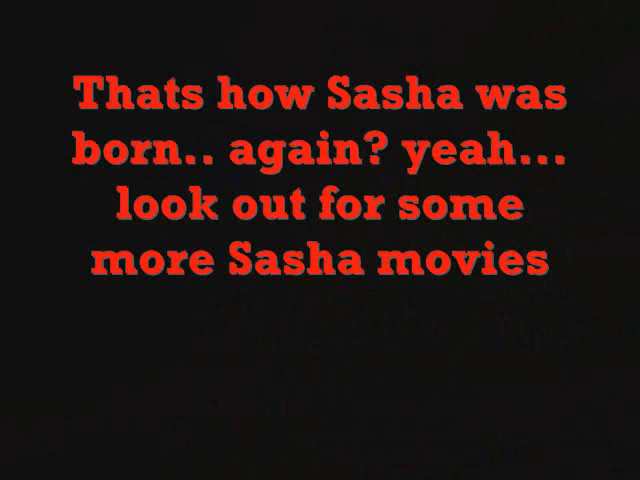 Thats how Sasha was
born.. again? yeah...
look out for some
more Sasha movies